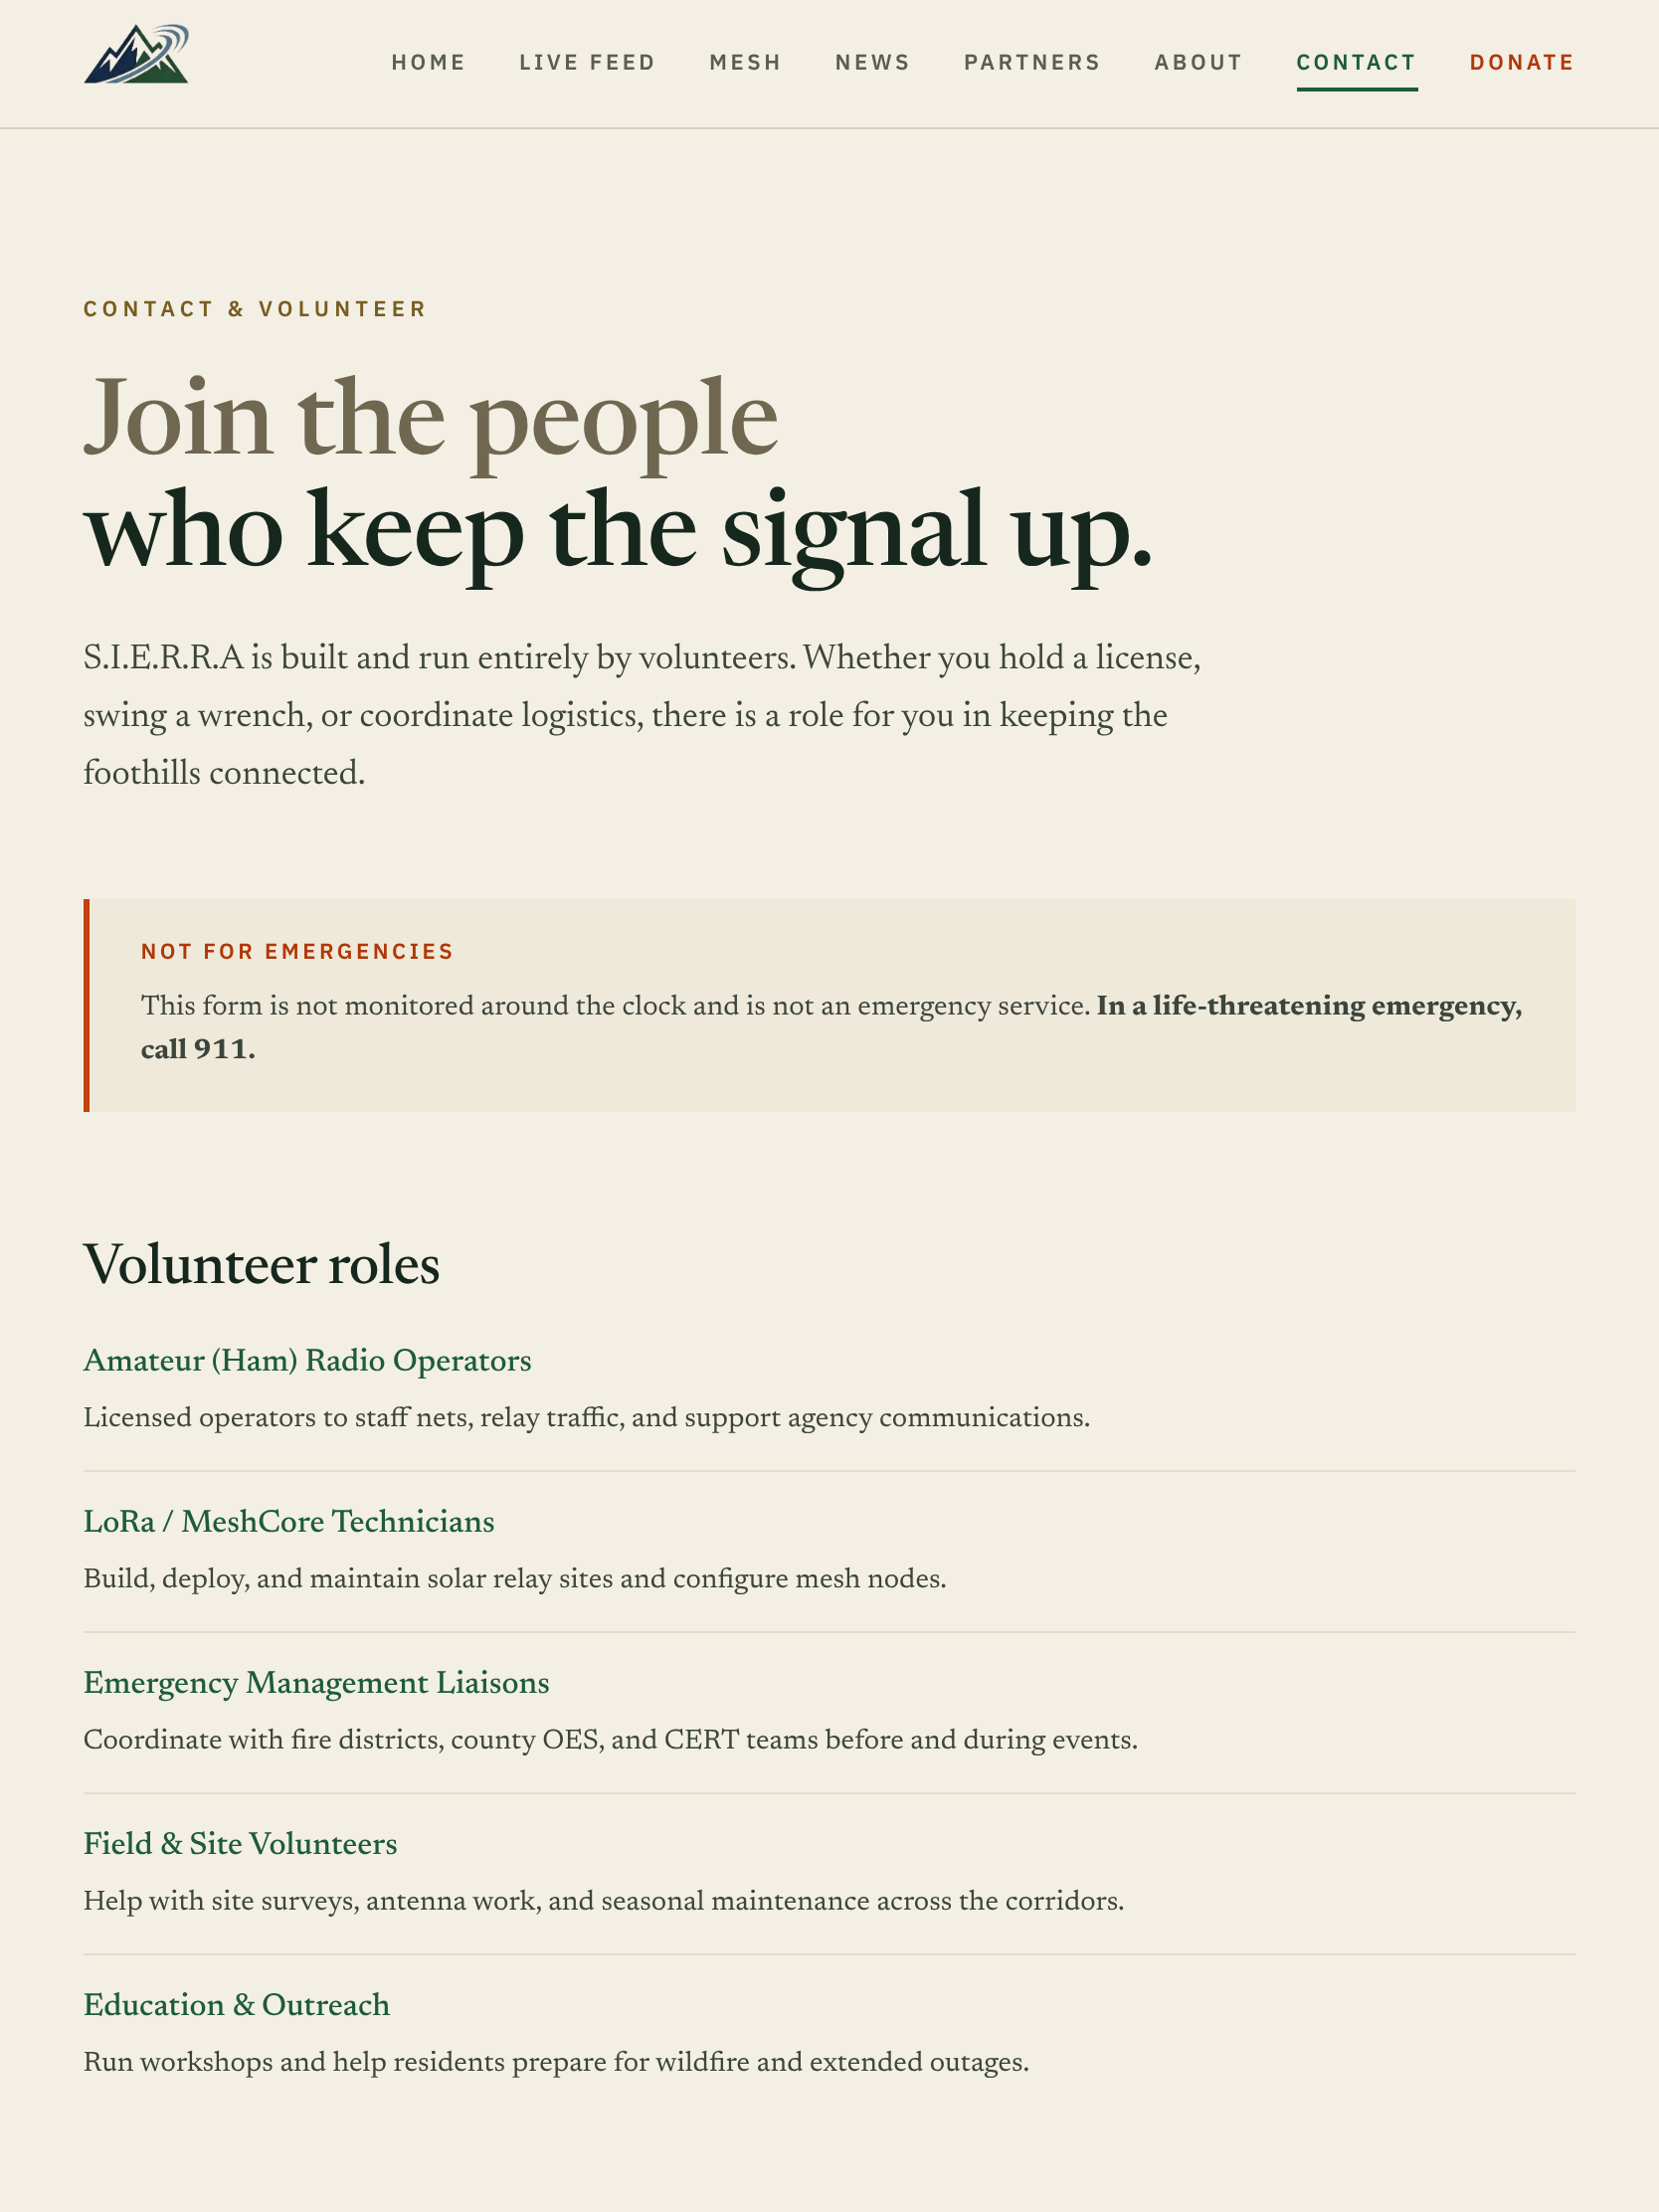 HOME LIVE FEED MESH NEWS PARTNERS ABOUT CONTACT DONATE
CONTACT & VOLUNTEER
Join the people
who keep the signal up.
S.I.E.R.R.A is built and run entirely by volunteers. Whether you hold a license,
swing a wrench, or coordinate logistics, there is a role for you in keeping the
foothills connected.
NOT FOR EMERGENCIES
This form is not monitored around the clock and is not an emergency service. In a life-threatening emergency,
call 911.
Volunteer roles
Amateur (Ham) Radio Operators
Licensed operators to staff nets, relay traffic, and support agency communications.
LoRa / MeshCore Technicians
Build, deploy, and maintain solar relay sites and configure mesh nodes.
Emergency Management Liaisons
Coordinate with fire districts, county OES, and CERT teams before and during events.
Field & Site Volunteers
Help with site surveys, antenna work, and seasonal maintenance across the corridors.
Education & Outreach
Run workshops and help residents prepare for wildfire and extended outages.